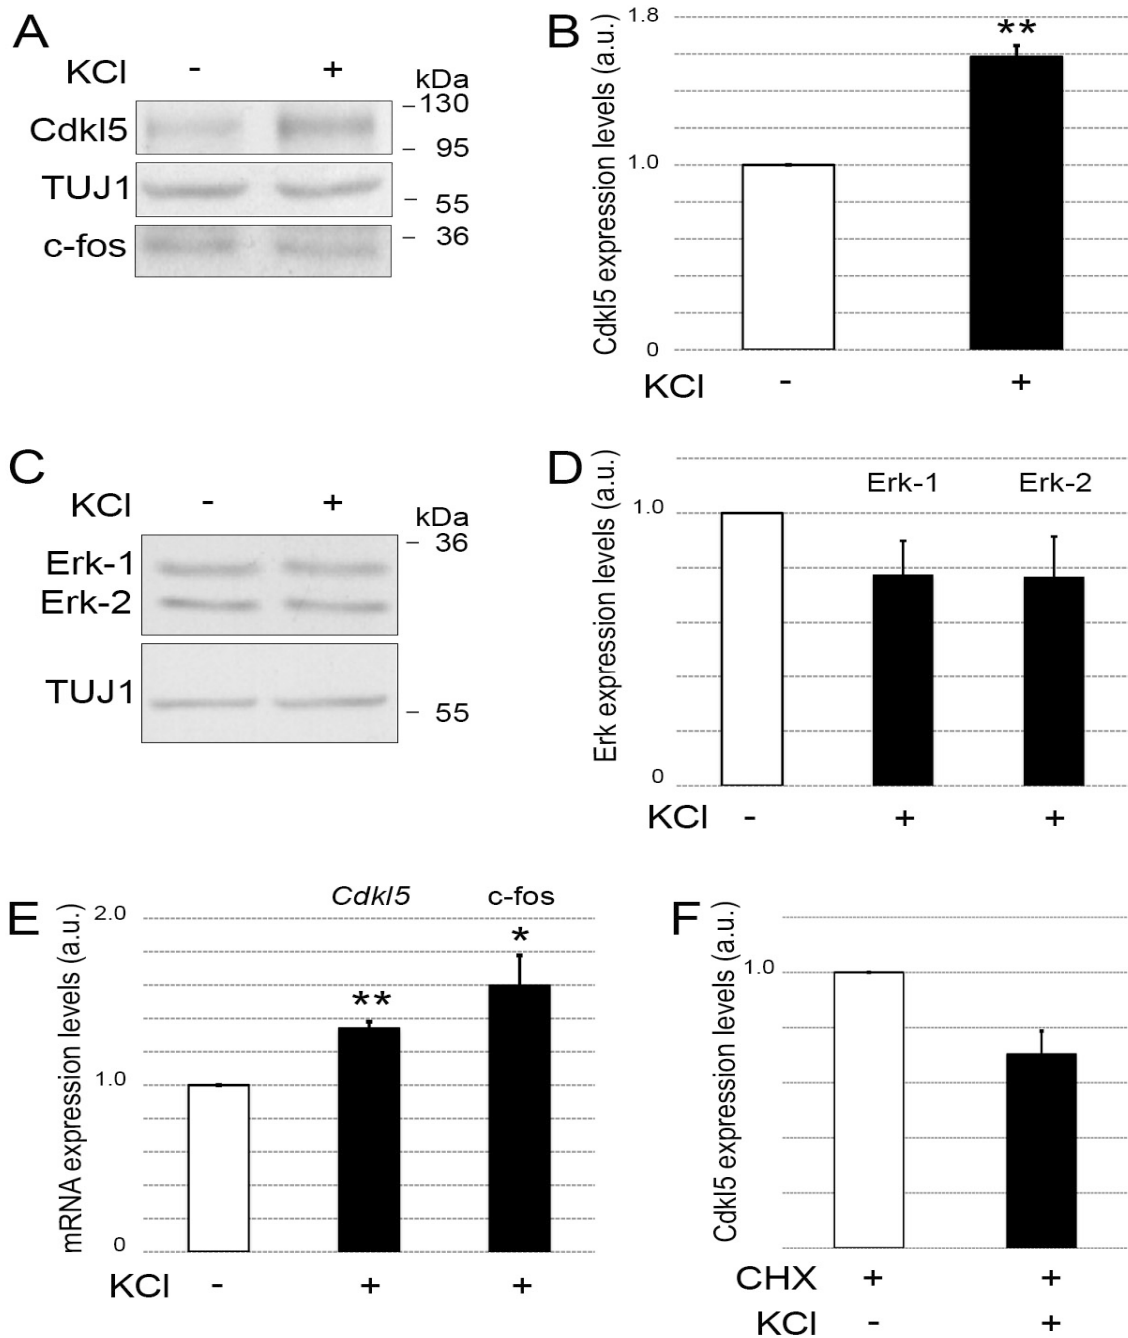 A
KCl - + kDa
Cdkl5
130
95
TUJ1
55
c-fos
36
B
Cdkl5 expression levels (a.u.)
1.8
**
1.0
0
KCl - +
C
KCl - + kDa
36
Erk-1
Erk-2
TUJ1
55
D
Erk expression levels (a.u.)
Erk-1 Erk-2
1.0
0
KCl - + +
E
mRNA expression levels (a.u.)
Cdkl5 c-fos
2.0
*
**
1.0
0
KCl - + +
F
Cdkl5 expression levels (a.u.)
1.0
CHX + +
KCl - +